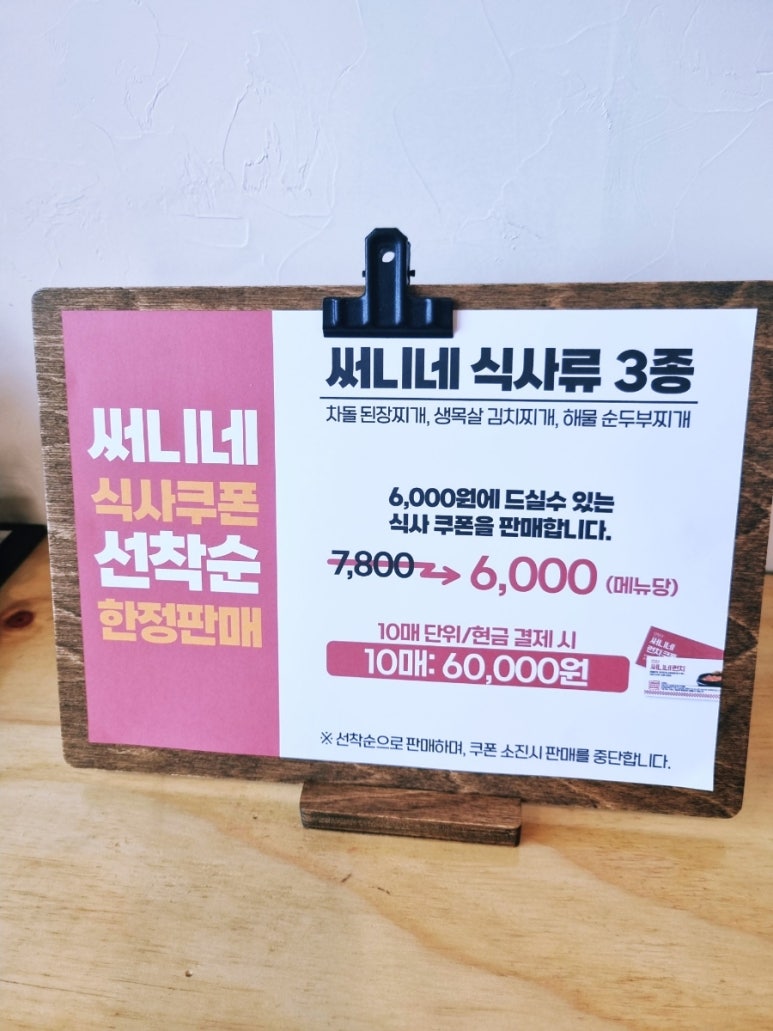 써니네
식사쿠폰
선착순
한정판매
써니네 식사류 3종
차돌 된장찌개, 생목살 김치찌개, 해물 순두부찌개
6,000원에 드실수 있는
식사 쿠폰을 판매합니다.
7,800 → 6,000 (메뉴당)
10매 단위/현금 결제 시
10매: 60,000원
써니네
※ 선착순으로 판매하며, 쿠폰 소진시 판매를 중단합니다.